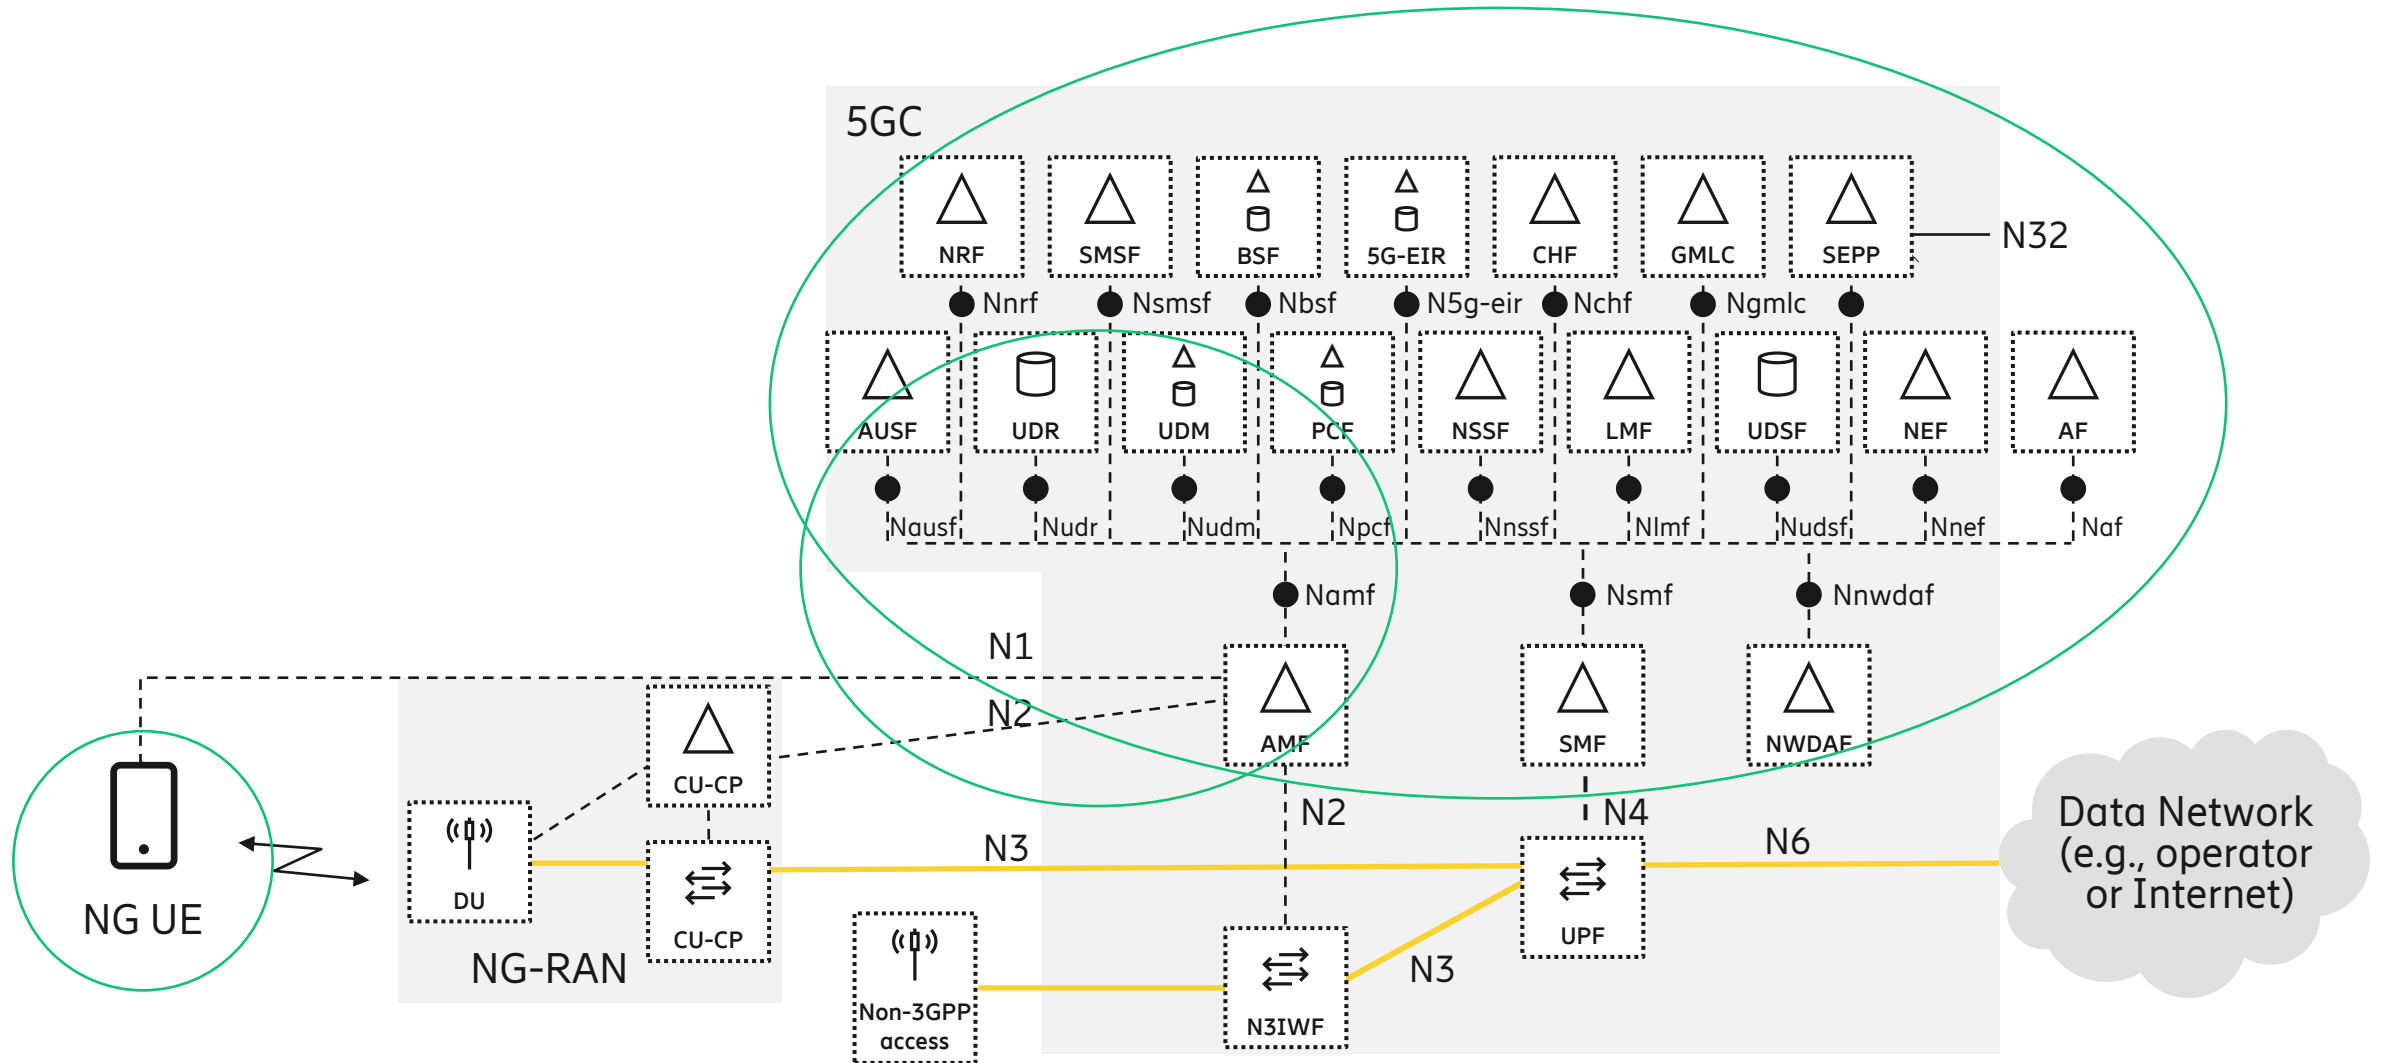 5GC
NRF
SMSF
BSF
5G-EIR
CHF
GMLC
SEPP
N32
Nnrf
Nsmsf
Nbsf
N5g-eir
Nchf
Ngmlc
AUSF
UDR
UDM
PCF
NSSF
LMF
UDSF
NEF
AF
Nausf
Nudr
Nudm
Npcf
Nnssf
Nlmf
Nudsf
Nnef
Naf
Namf
Nsmf
Nnwdaf
N1
N2
AMF
SMF
NWDAF
CU-CP
N2
N4
N3
N6
Data Network
(e.g., operator
or Internet)
NG UE
DU
CU-CP
NG-RAN
UPF
N3
Non-3GPP
access
N3IWF